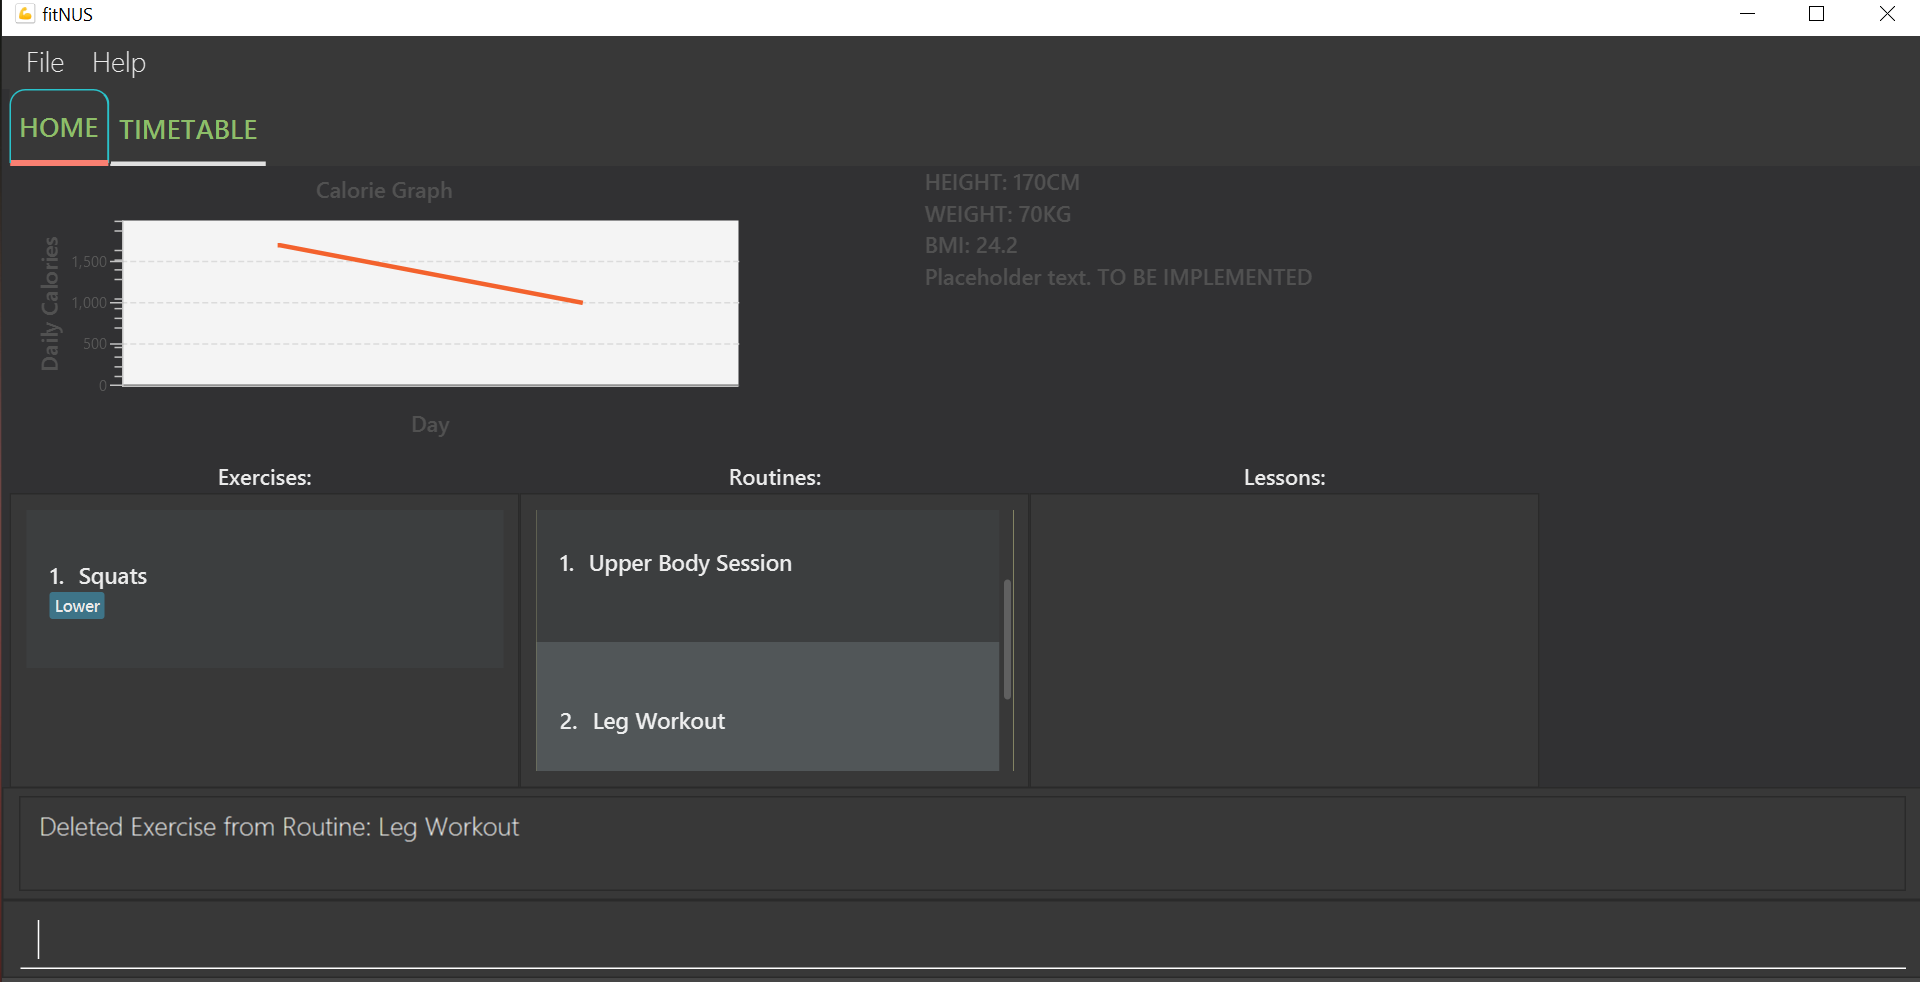 fitNUS
File Help
HOME TIMETABLE
Calorie Graph
Daily Calories
1,500
1,000
500
0
Day
HEIGHT: 170CM
WEIGHT: 70KG
BMI: 24.2
Placeholder text. TO BE IMPLEMENTED
Exercises:
1. Squats
Lower
Routines:
1. Upper Body Session
2. Leg Workout
Lessons:
Deleted Exercise from Routine: Leg Workout